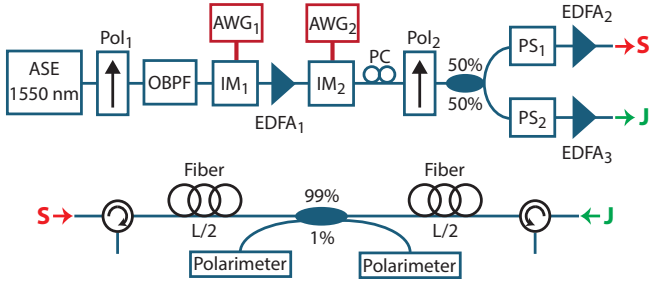 ASE
1550 nm
Pol₁
OBPF
AWG₁
IM₁
EDFA₁
AWG₂
IM₂
PC
Pol₂
50%
50%
PS₁
EDFA₂
S
PS₂
EDFA₃
J
S
Fiber
L/2
99%
1%
Polarimeter
Polarimeter
Fiber
L/2
J